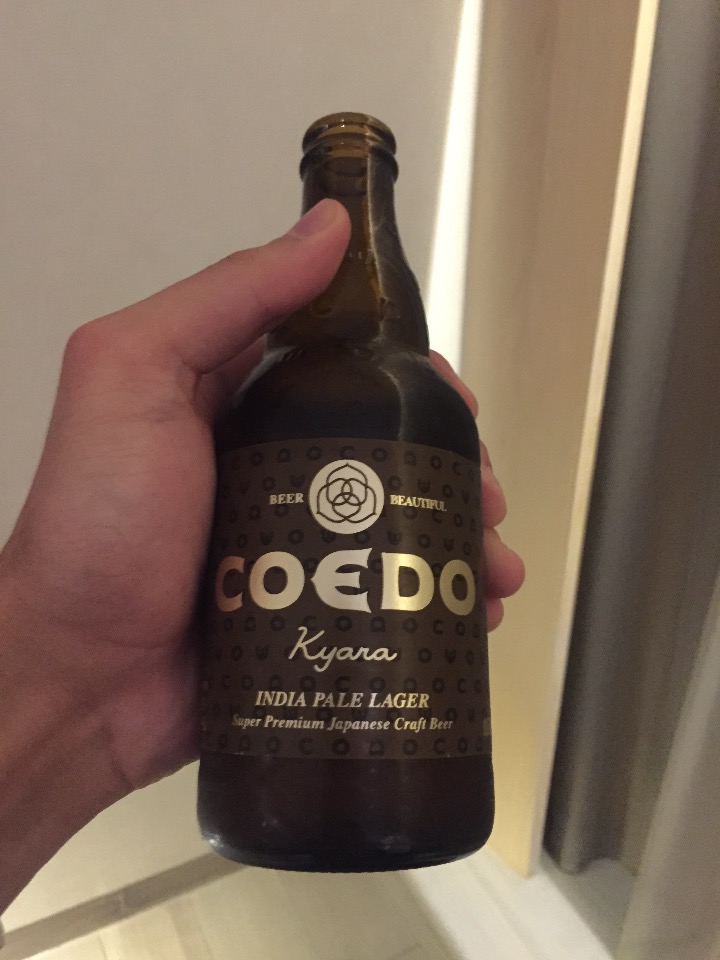 BEER BEAUTIFUL
COEDO
Kyara
INDIA PALE LAGER
Super Premium Japanese Craft Beer